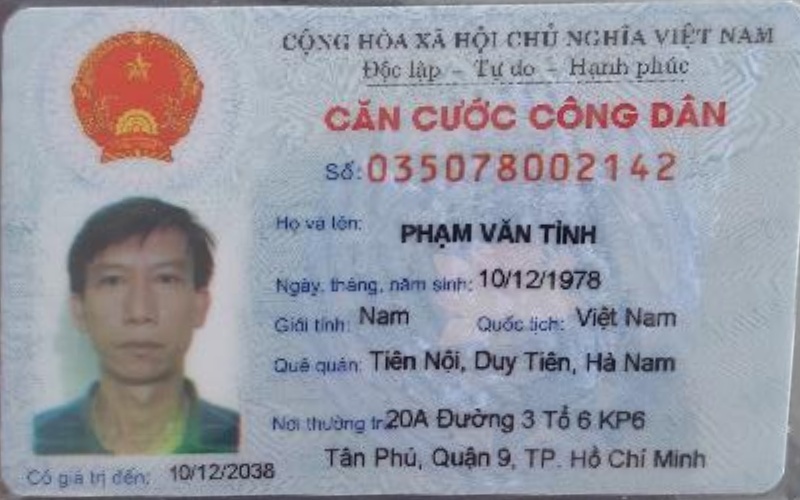 CỘNG HÒA XÃ HỘI CHỦ NGHĨA VIỆT NAM
Độc lập - Tự do - Hạnh phúc
CĂN CƯỚC CÔNG DÂN
Số: 035078002142
Họ và tên: PHẠM VĂN TỈNH
Ngày, tháng, năm sinh: 10/12/1978
Giới tính: Nam Quốc tịch: Việt Nam
Quê quán: Tiên Nội, Duy Tiên, Hà Nam
Nơi thường tr 20A Đường 3 Tổ 6 KP6
Tân Phú, Quận 9, TP. Hồ Chí Minh
Có giá trị đến: 10/12/2038